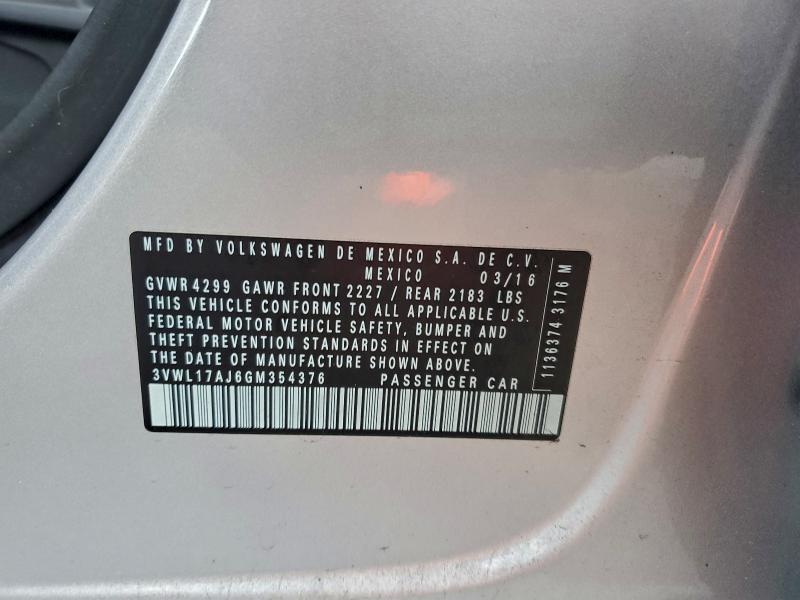 MFD BY VOLKSWAGEN DE MEXICO S.A. DE C.V.
MEXICO 03/16
GVWR 4299 GAWR FRONT 2227 / REAR 2183 LBS
THIS VEHICLE CONFORMS TO ALL APPLICABLE U.S.
FEDERAL MOTOR VEHICLE SAFETY, BUMPER AND
THEFT PREVENTION STANDARDS IN EFFECT ON
THE DATE OF MANUFACTURE SHOWN ABOVE.
3VWL17AJ6GM354376 PASSENGER CAR
1136374 3176 M